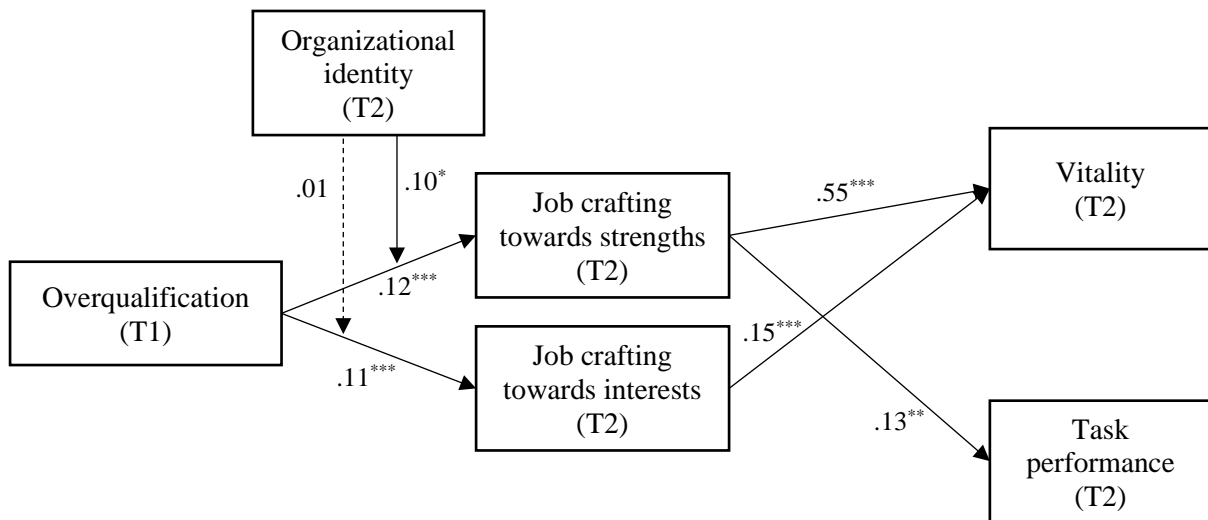 Organizational
identity
(T2)
.01
.10*
Job crafting
towards strengths
(T2)
.55***
Vitality
(T2)
Overqualification
(T1)
.12***
.11***
Job crafting
towards interests
(T2)
.15***
.13**
Task
performance
(T2)